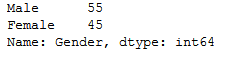 Male      55
Female    45
Name: Gender, dtype: int64